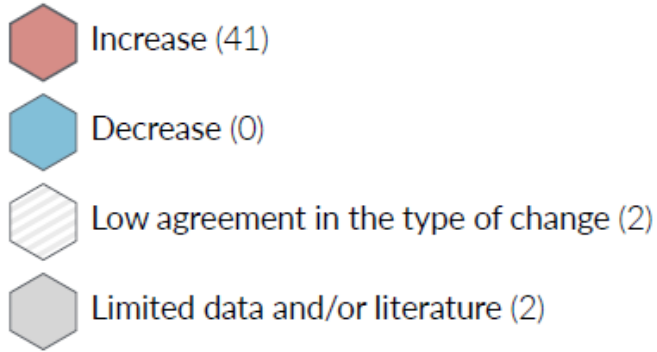 Increase (41)
Decrease (0)
Low agreement in the type of change (2)
Limited data and/or literature (2)